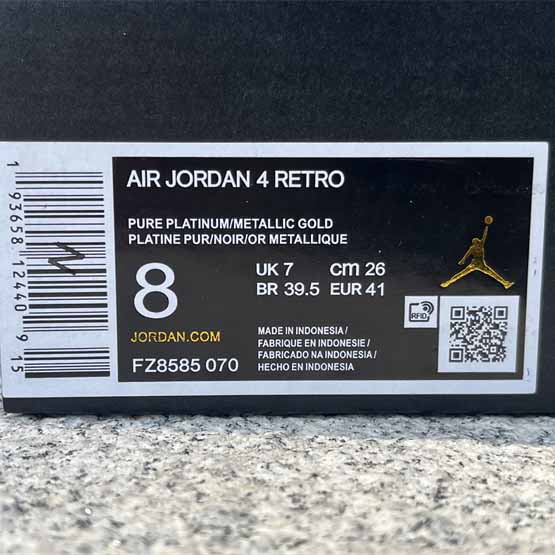 AIR JORDAN 4 RETRO
PURE PLATINUM/METALLIC GOLD
PLATINE PUR/NOIR/OR METALLIQUE
8
UK 7 cm 26
BR 39.5 EUR 41
JORDAN.COM
FZ8585 070
MADE IN INDONESIA /
FABRIQUE EN INDONESIE /
FABRICADO NA INDONESIA /
HECHO EN INDONESIA
RFID
1 93658 12440 9 15
N